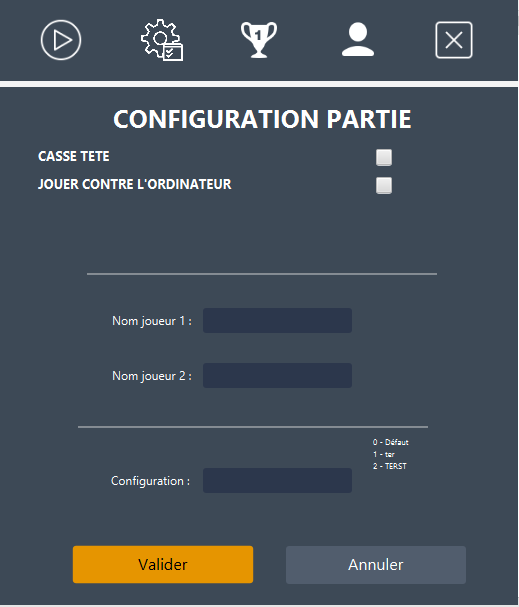 1
CONFIGURATION PARTIE
CASSE TETE
JOUER CONTRE L'ORDINATEUR
Nom joueur 1 :
Nom joueur 2 :
0 - Défaut
1 - ter
2 - TERST
Configuration :
Valider
Annuler